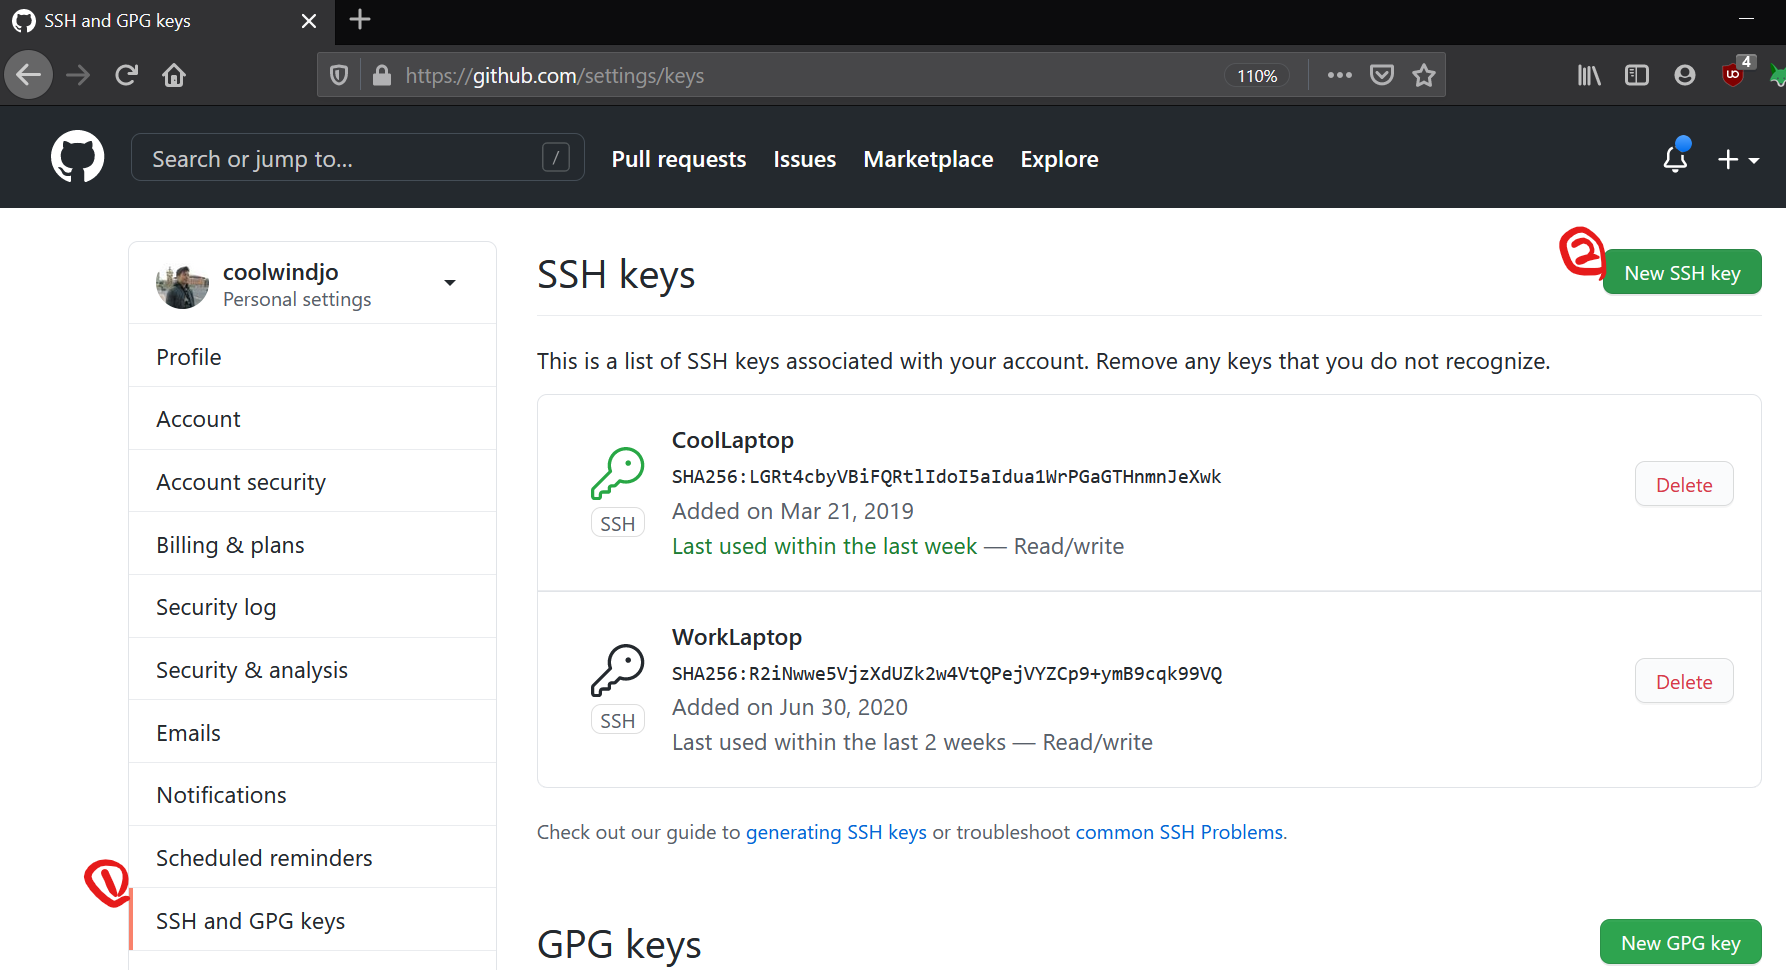 SSH and GPG keys
https://github.com/settings/keys
110%
4
Search or jump to...
/
Pull requests
Issues
Marketplace
Explore
coolwindjo
Personal settings
Profile
Account
Account security
Billing & plans
Security log
Security & analysis
Emails
Notifications
Scheduled reminders
1
SSH and GPG keys
SSH keys
2
New SSH key
This is a list of SSH keys associated with your account. Remove any keys that you do not recognize.
CoolLaptop
SHA256:LGRt4cbyVBiFQRtlIdoI5aIdua1WrPGaGTHnmnJeXwk
Added on Mar 21, 2019
Last used within the last week — Read/write
SSH
Delete
WorkLaptop
SHA256:R2iNwwe5VjzXdUZk2w4VtQPejVYZCp9+ymB9cqk99VQ
Added on Jun 30, 2020
Last used within the last 2 weeks — Read/write
SSH
Delete
Check out our guide to generating SSH keys or troubleshoot common SSH Problems.
GPG keys
New GPG key